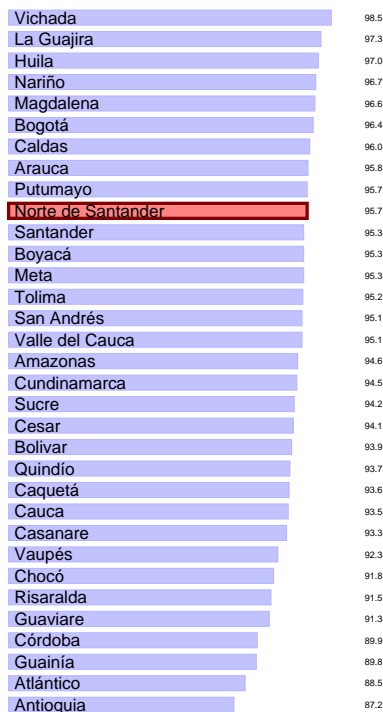 Vichada 98.5
La Guajira 97.3
Huila 97.0
Nariño 96.7
Magdalena 96.6
Bogotá 96.4
Caldas 96.0
Arauca 95.8
Putumayo 95.7
Norte de Santander 95.7
Santander 95.3
Boyacá 95.3
Meta 95.3
Tolima 95.2
San Andrés 95.1
Valle del Cauca 95.1
Amazonas 94.6
Cundinamarca 94.5
Sucre 94.2
Cesar 94.1
Bolivar 93.9
Quindío 93.7
Caquetá 93.6
Cauca 93.5
Casanare 93.3
Vaupés 92.3
Chocó 91.8
Risaralda 91.5
Guaviare 91.3
Córdoba 89.9
Guainía 89.8
Atlántico 88.5
Antioquia 87.2